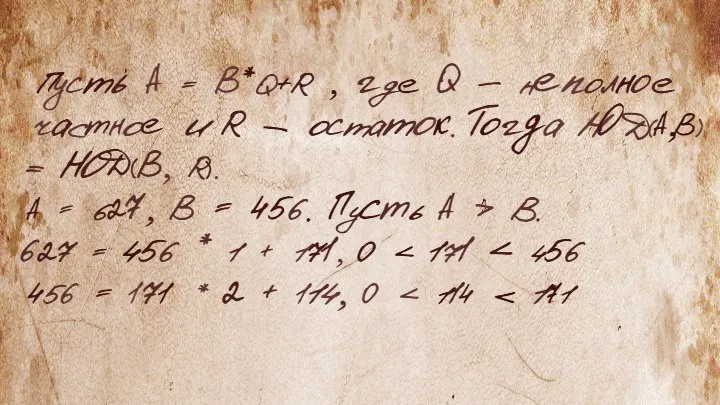 Пусть A = B*Q+R, где Q — неполное
частное и R — остаток. Тогда НОД(A,B)
= НОД(B, R).
A = 627, B = 456. Пусть A > B.
627 = 456 * 1 + 171, 0 < 171 < 456
456 = 171 * 2 + 114, 0 < 114 < 171